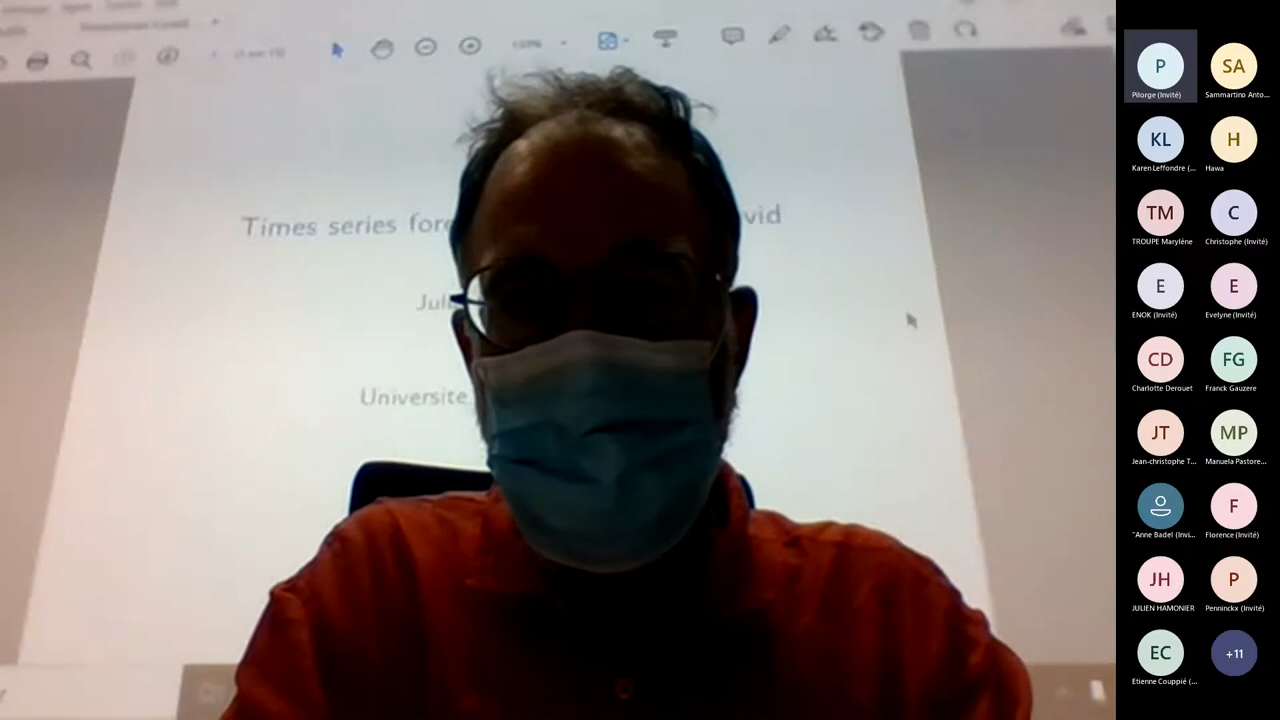 Times series fore
vid
Juli
Universite
P
Pilorge (Invité)
SA
Sammartino Anto...
KL
Karen Leffondre (...
H
Hawa
TM
TROUPE Marylène
C
Christophe (Invité)
E
ENOK (Invité)
E
Evelyne (Invité)
CD
Charlotte Derouet
FG
Franck Gauzere
JT
Jean-christophe T...
MP
Manuela Pastore...
"Anne Badel (Invi...
F
Florence (Invité)
JH
JULIEN HAMONIER
P
Penninckx (Invité)
EC
Etienne Couppié (...
+11